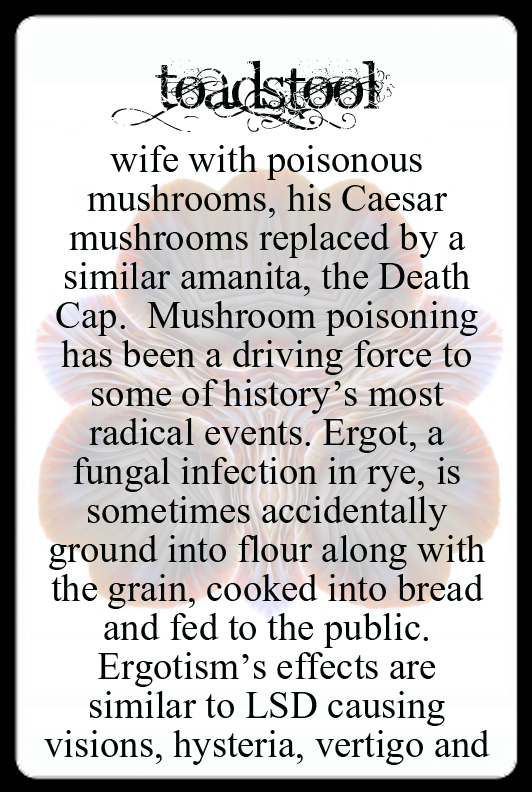 toadstool
wife with poisonous
mushrooms, his Caesar
mushrooms replaced by a
similar amanita, the Death
Cap.  Mushroom poisoning
has been a driving force to
some of history’s most
radical events. Ergot, a
fungal infection in rye, is
sometimes accidentally
ground into flour along with
the grain, cooked into bread
and fed to the public.
Ergotism’s effects are
similar to LSD causing
visions, hysteria, vertigo and